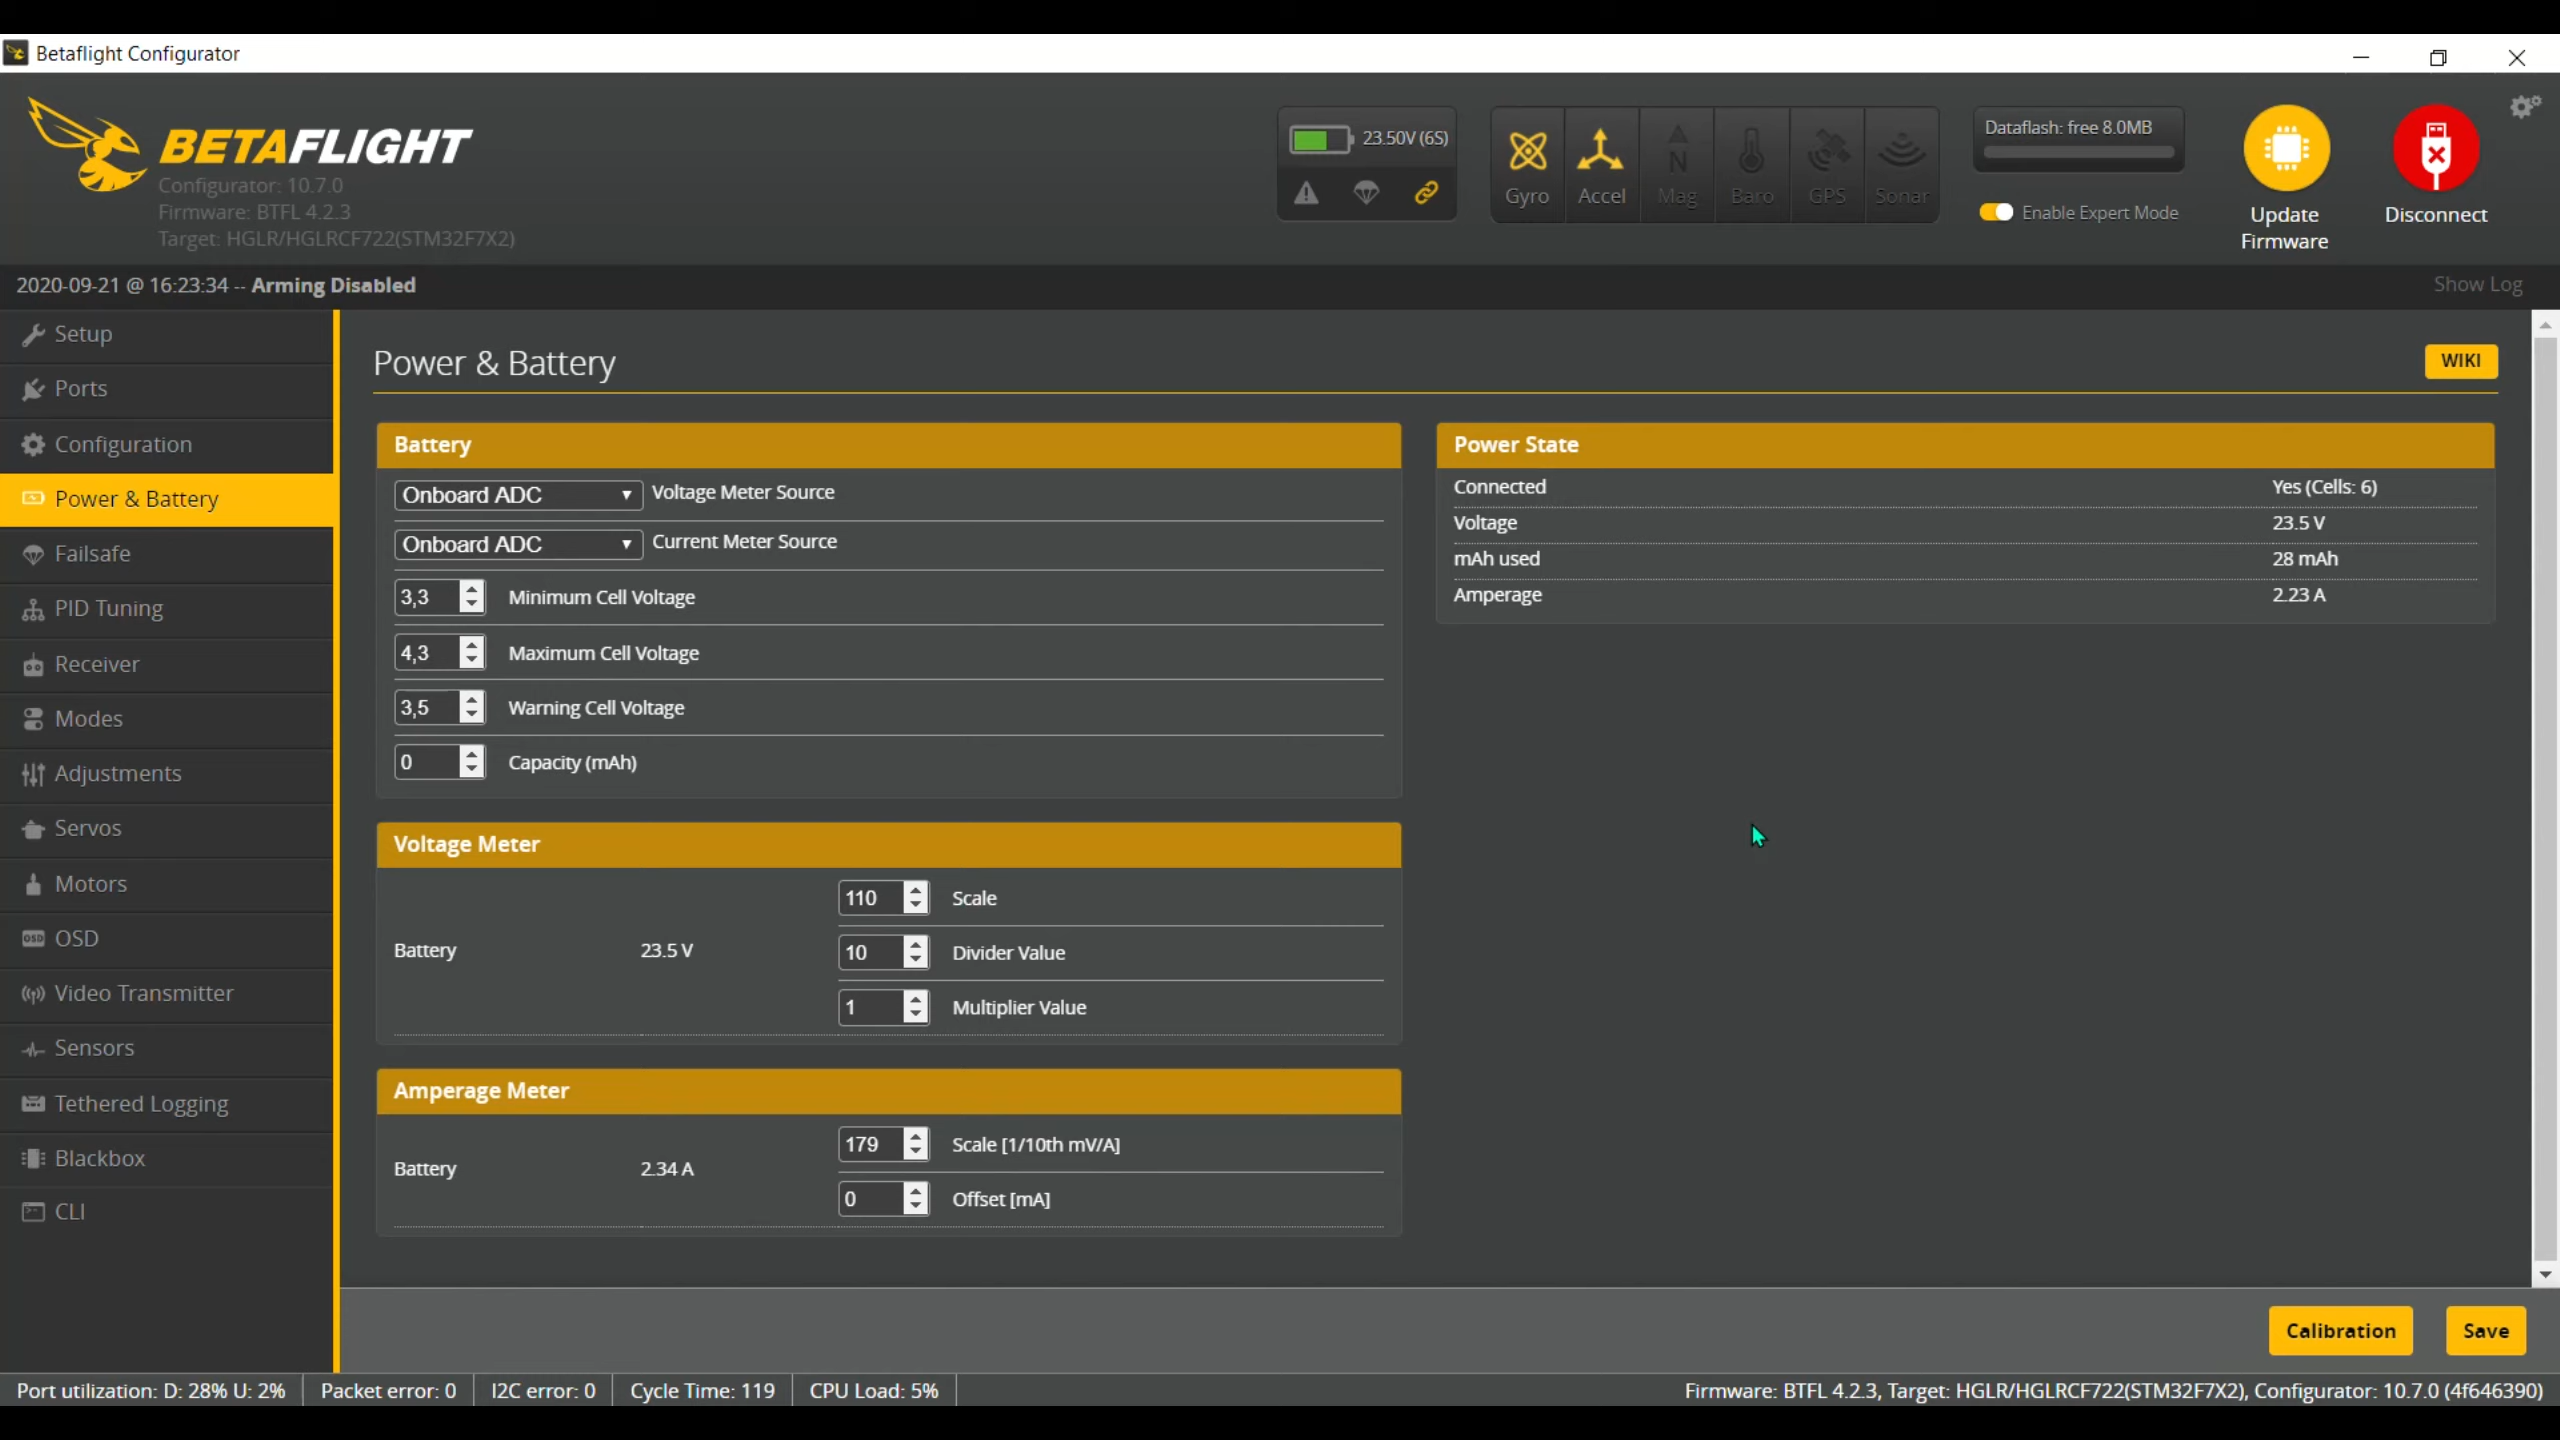 Betaflight Configurator
BETAFLIGHT
Configurator: 10.7.0
Firmware: BTFL 4.2.3
Target: HGLR/HGLRCF722(STM32F7X2)
23.50V (6S)
Gyro
Accel
Mag
Baro
GPS
Sonar
Dataflash: free 8.0MB
Enable Expert Mode
Update Firmware
Disconnect
2020-09-21 @ 16:23:34 -- Arming Disabled
Show Log
Setup
Ports
Configuration
Power & Battery
Failsafe
PID Tuning
Receiver
Modes
Adjustments
Servos
Motors
OSD OSD
Video Transmitter
Sensors
Tethered Logging
Blackbox
CLI
Power & Battery
WIKI
Battery
Onboard ADC Voltage Meter Source
Onboard ADC Current Meter Source
3,3 Minimum Cell Voltage
4,3 Maximum Cell Voltage
3,5 Warning Cell Voltage
0 Capacity (mAh)
Voltage Meter
Battery 23.5 V
110 Scale
10 Divider Value
1 Multiplier Value
Amperage Meter
Battery 2.34 A
179 Scale [1/10th mV/A]
0 Offset [mA]
Power State
Connected Yes (Cells: 6)
Voltage 23.5 V
mAh used 28 mAh
Amperage 2.23 A
Calibration
Save
Port utilization: D: 28% U: 2%
Packet error: 0
I2C error: 0
Cycle Time: 119
CPU Load: 5%
Firmware: BTFL 4.2.3, Target: HGLR/HGLRCF722(STM32F7X2), Configurator: 10.7.0 (4f646390)